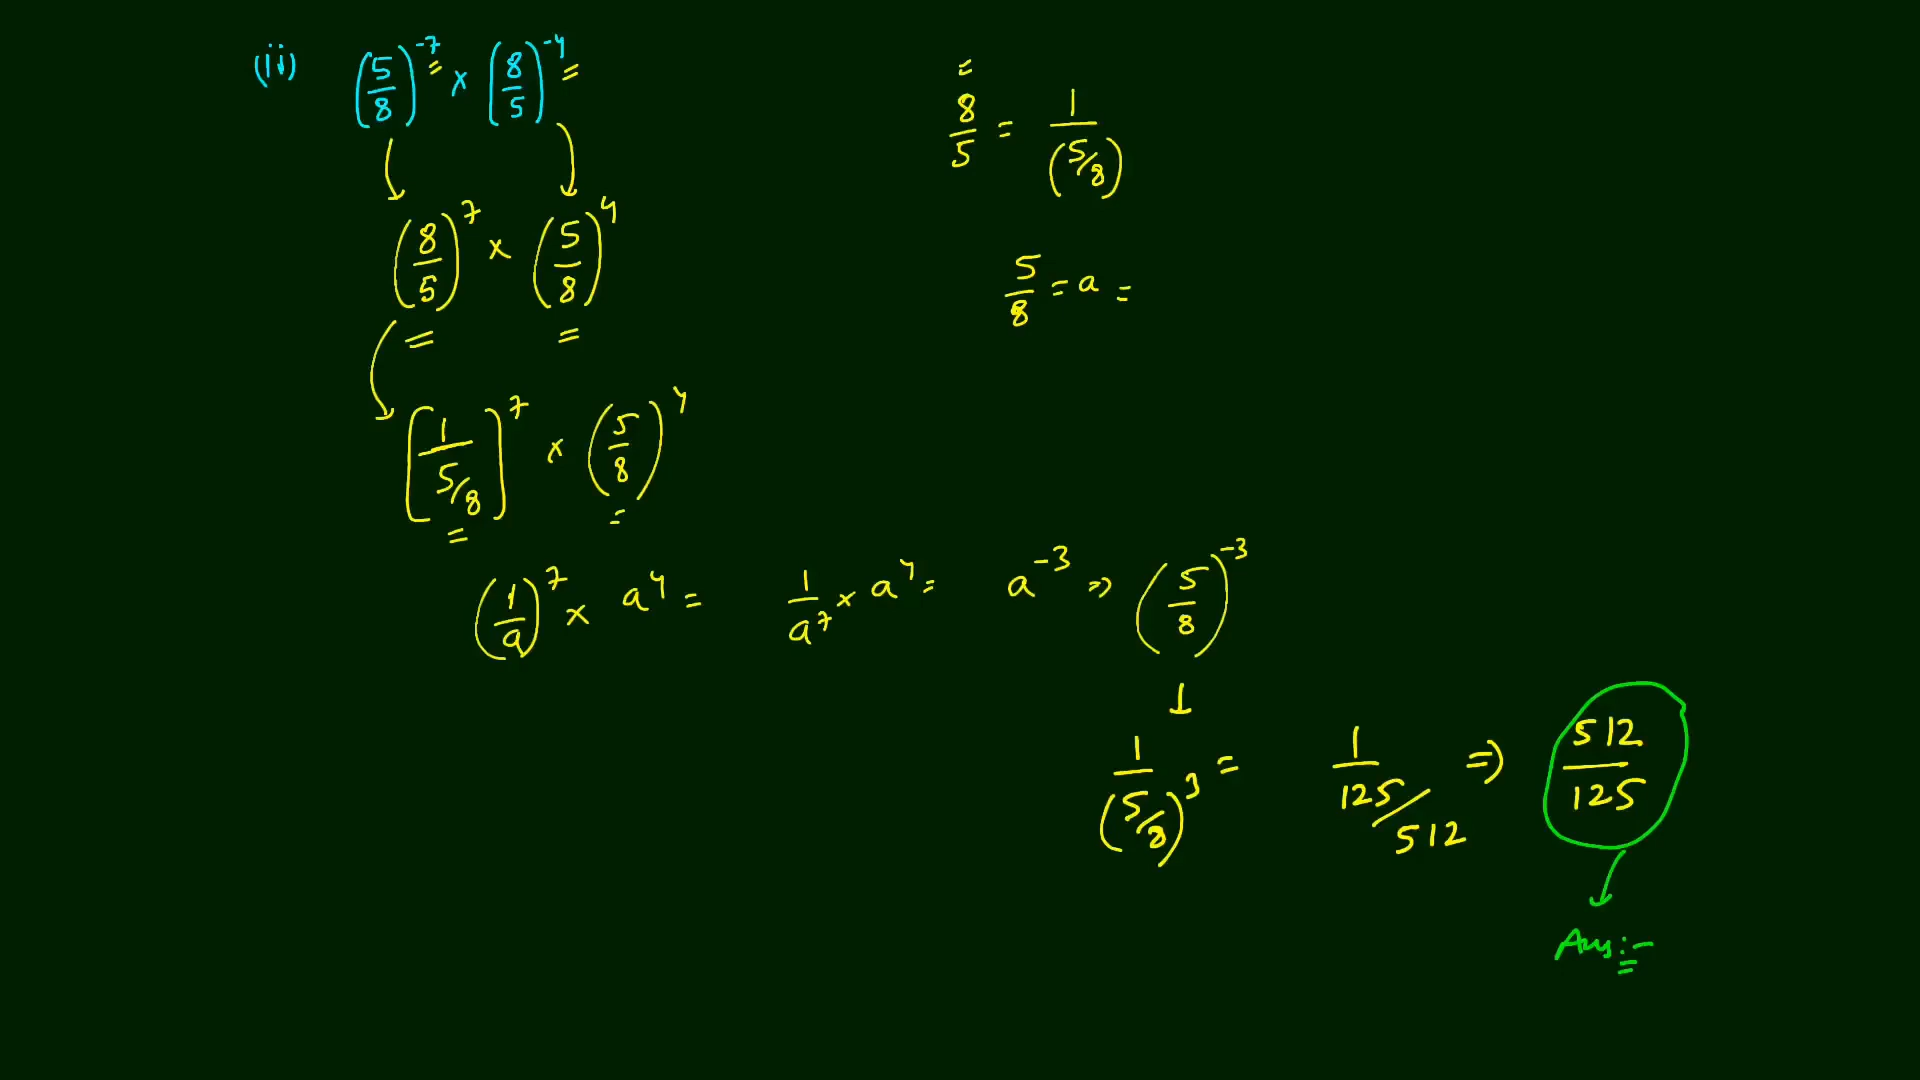 (ii) (5/8)^-7 × (8/5)^-4
= 8/5 = 1/(5/8)
(8/5)^7 × (5/8)^4
5/8 = a =
[1/(5/8)]^7 × (5/8)^4
(1/a)^7 × a^4 = 1/a^7 × a^4 = a^-3 => (5/8)^-3
1/(5/8)^3 = 1/(125/512) => 512/125
Ans:-